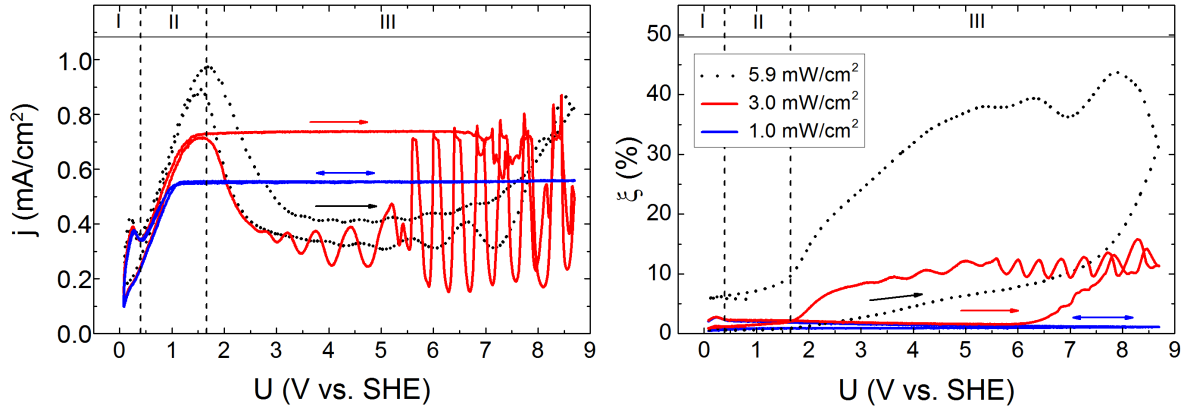 I II III
1.0
0.8
0.6
0.4
0.2
0.0
j (mA/cm²)
0 1 2 3 4 5 6 7 8 9
U (V vs. SHE)
I II III
50
40
30
20
10
0
ξ (%)
5.9 mW/cm²
3.0 mW/cm²
1.0 mW/cm²
0 1 2 3 4 5 6 7 8 9
U (V vs. SHE)